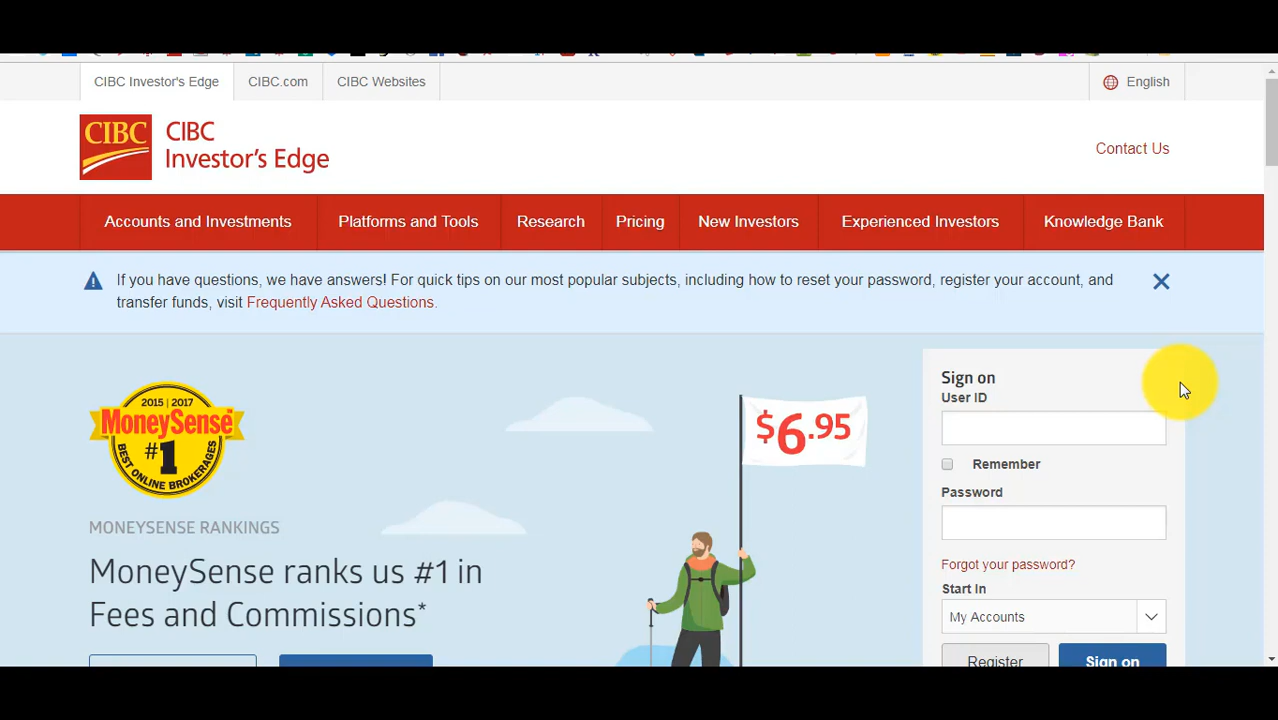 CIBC Investor's Edge
CIBC.com
CIBC Websites
English
CIBC
CIBC
Investor's Edge
Contact Us
Accounts and Investments
Platforms and Tools
Research
Pricing
New Investors
Experienced Investors
Knowledge Bank
If you have questions, we have answers! For quick tips on our most popular subjects, including how to reset your password, register your account, and
transfer funds, visit Frequently Asked Questions.
2015 | 2017
MoneySense
#1
BEST ONLINE BROKERAGES
MONEYSENSE RANKINGS
MoneySense ranks us #1 in
Fees and Commissions*
$6.95
Sign on
User ID
Remember
Password
Forgot your password?
Start In
My Accounts
Register
Sign on